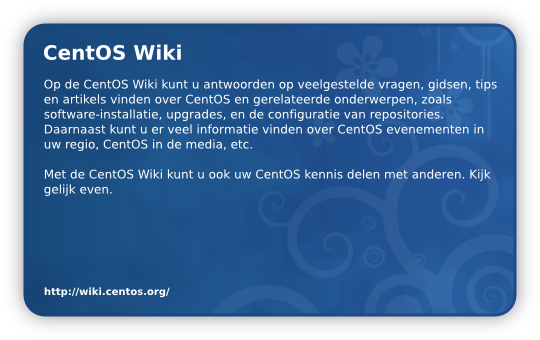 CentOS Wiki
Op de CentOS Wiki kunt u antwoorden op veelgestelde vragen, gidsen, tips
en artikels vinden over CentOS en gerelateerde onderwerpen, zoals
software-installatie, upgrades, en de configuratie van repositories.
Daarnaast kunt u er veel informatie vinden over CentOS evenementen in
uw regio, CentOS in de media, etc.
Met de CentOS Wiki kunt u ook uw CentOS kennis delen met anderen. Kijk
gelijk even.
http://wiki.centos.org/